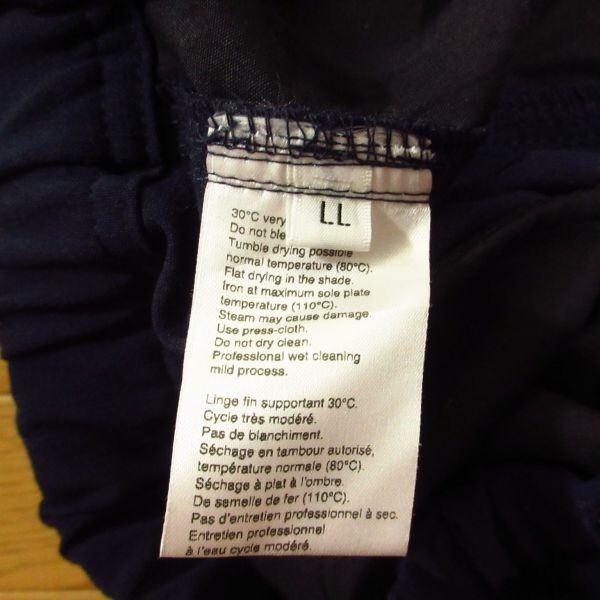 LL
30°C very
Do not
Tumble drying possible
normal temperature (80°C).
Flat drying in the shade.
Iron at maximum sole plate
temperature (110°C).
Steam may cause damage.
Use press-cloth.
Do not dry clean.
Professional wet cleaning
mild process.
Linge fin supportant 30°C.
Cycle très modéré.
Pas de blanchiment.
Séchage en tambour autorisé,
température normale (80°C).
Séchage à plat à l'ombre.
De semelle de fer (110°C).
Pas d'entretien professionnel à sec.
Entretien professionnel
à l'eau cycle modéré.